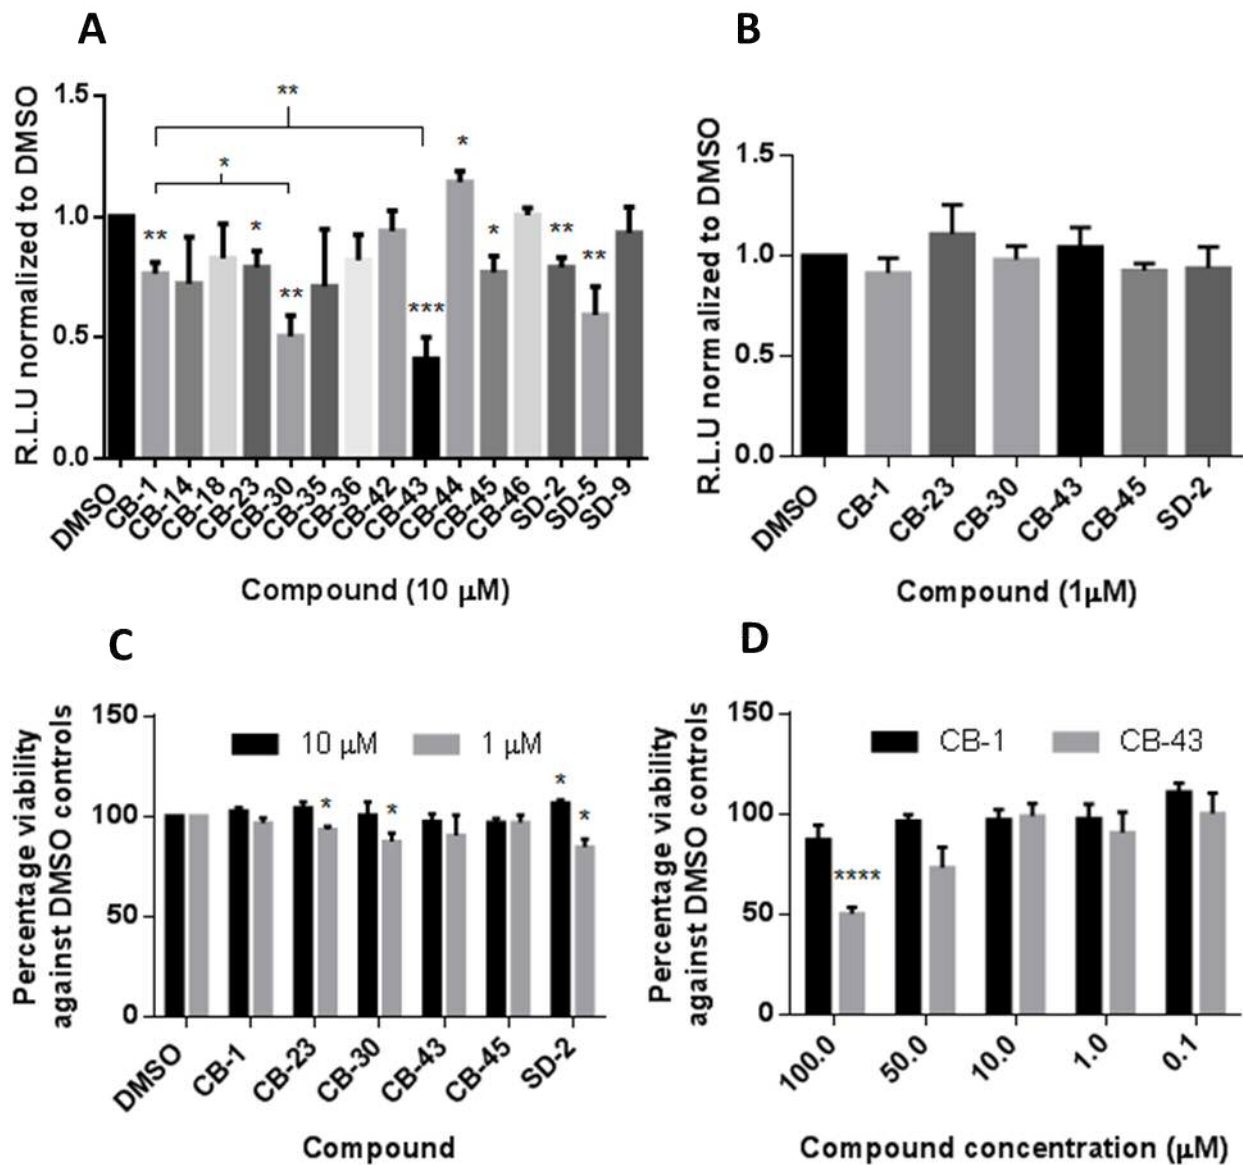 A
R.L.U normalized to DMSO
1.5
1.0
0.5
0.0
**
*
**
*
**
***
*
*
**
**
DMSO
CB-1
CB-14
CB-18
CB-23
CB-30
CB-35
CB-36
CB-42
CB-43
CB-44
CB-45
CB-46
SD-2
SD-5
SD-9
Compound (10 μM)
B
R.L.U normalized to DMSO
1.5
1.0
0.5
0.0
DMSO
CB-1
CB-23
CB-30
CB-43
CB-45
SD-2
Compound (1μM)
C
Percentage viability
against DMSO controls
150
100
50
0
10 μM
1 μM
*
*
*
*
DMSO
CB-1
CB-23
CB-30
CB-43
CB-45
SD-2
Compound
D
Percentage viability
against DMSO controls
150
100
50
0
CB-1
CB-43
****
100.0
50.0
10.0
1.0
0.1
Compound concentration (μM)